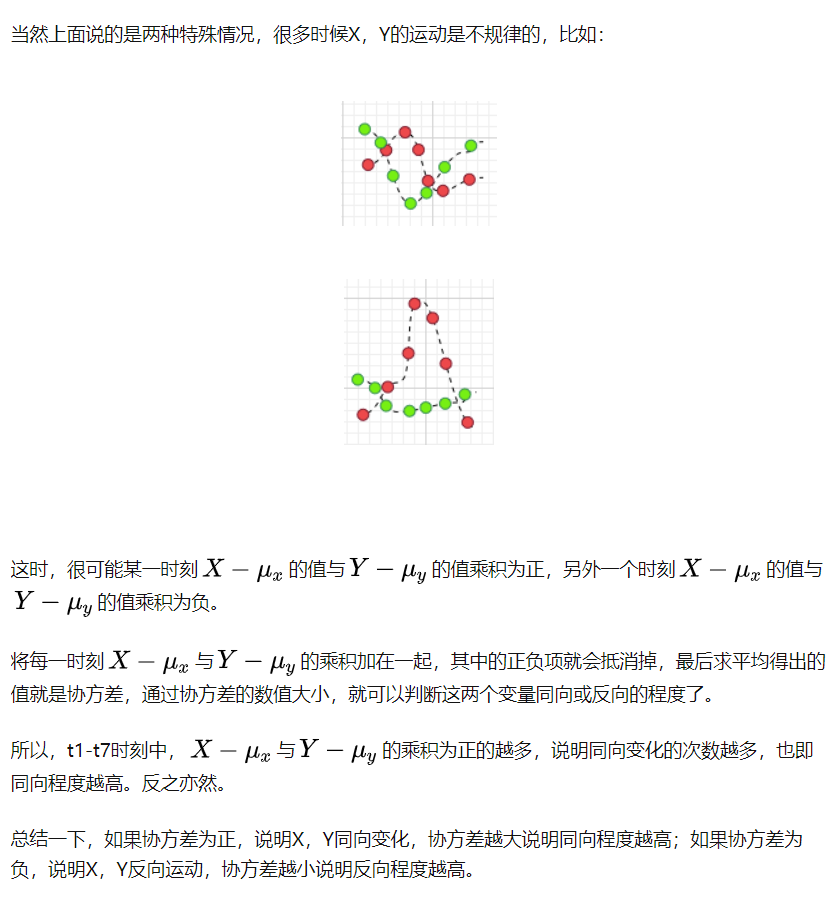 当然上面说的是两种特殊情况，很多时候X，Y的运动是不规律的，比如：
这时，很可能某一时刻 X − μx 的值与 Y − μy 的值乘积为正，另外一个时刻 X − μx 的值与
Y − μy 的值乘积为负。
将每一时刻 X − μx 与 Y − μy 的乘积加在一起，其中的正负项就会抵消掉，最后求平均得出的
值就是协方差，通过协方差的数值大小，就可以判断这两个变量同向或反向的程度了。
所以，t1-t7时刻中， X − μx 与 Y − μy 的乘积为正的越多，说明同向变化的次数越多，也即
同向程度越高。反之亦然。
总结一下，如果协方差为正，说明X，Y同向变化，协方差越大说明同向程度越高；如果协方差为
负，说明X，Y反向运动，协方差越小说明反向程度越高。